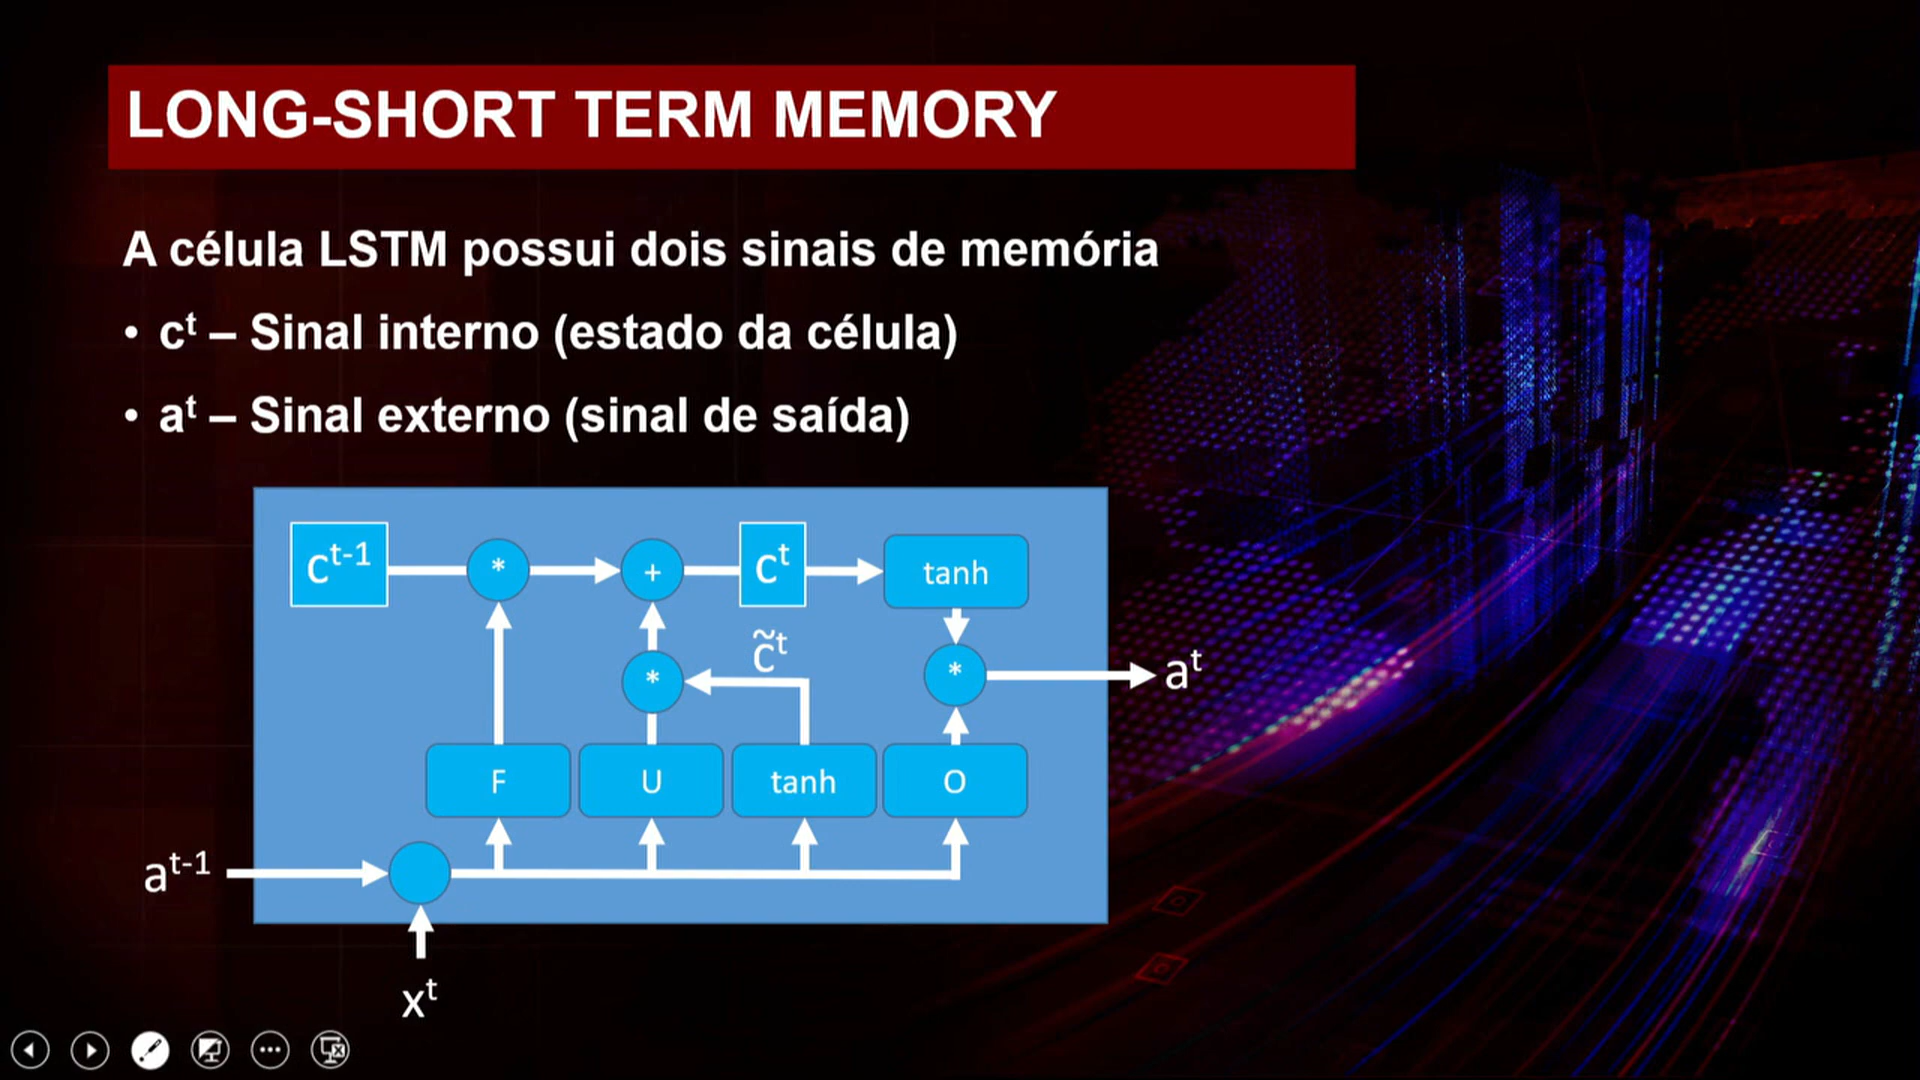 LONG-SHORT TERM MEMORY
A célula LSTM possui dois sinais de memória
• cᵗ – Sinal interno (estado da célula)
• aᵗ – Sinal externo (sinal de saída)
cᵗ⁻¹ * + cᵗ tanh
c̃ᵗ
* * aᵗ
F U tanh O
aᵗ⁻¹
xᵗ